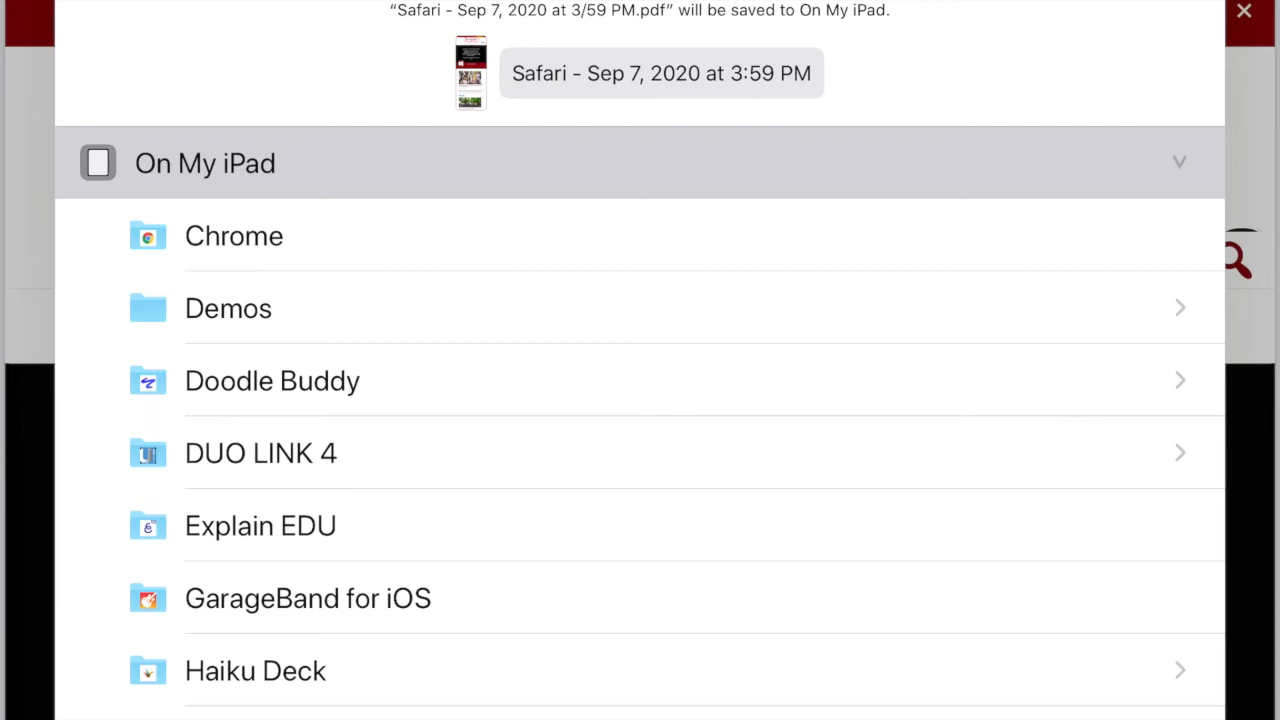 “Safari - Sep 7, 2020 at 3/59 PM.pdf” will be saved to On My iPad.
Safari - Sep 7, 2020 at 3:59 PM
On My iPad
Chrome
Demos
Doodle Buddy
DUO LINK 4
Explain EDU
GarageBand for iOS
Haiku Deck